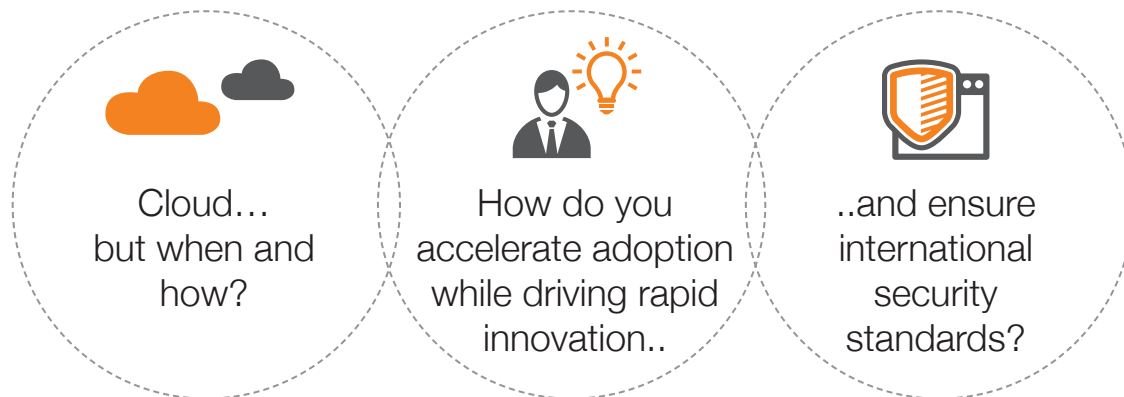 Cloud…
but when and
how?
How do you
accelerate adoption
while driving rapid
innovation..
..and ensure
international
security
standards?